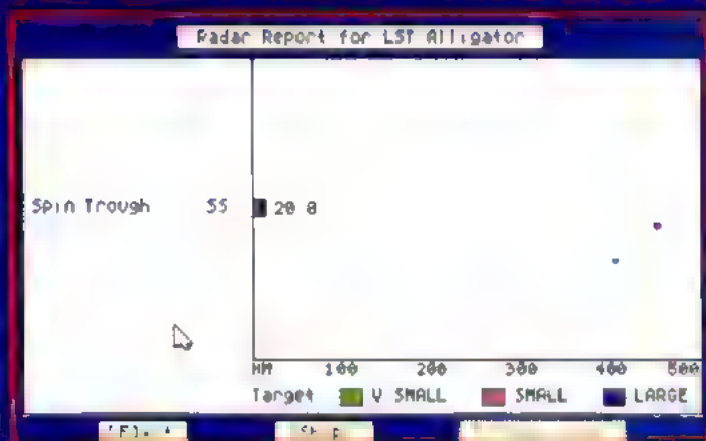 Radar Report for LST Alligator
Spin Trough 55 20 8
NM 100 200 300 400 500
Target V SMALL SMALL LARGE